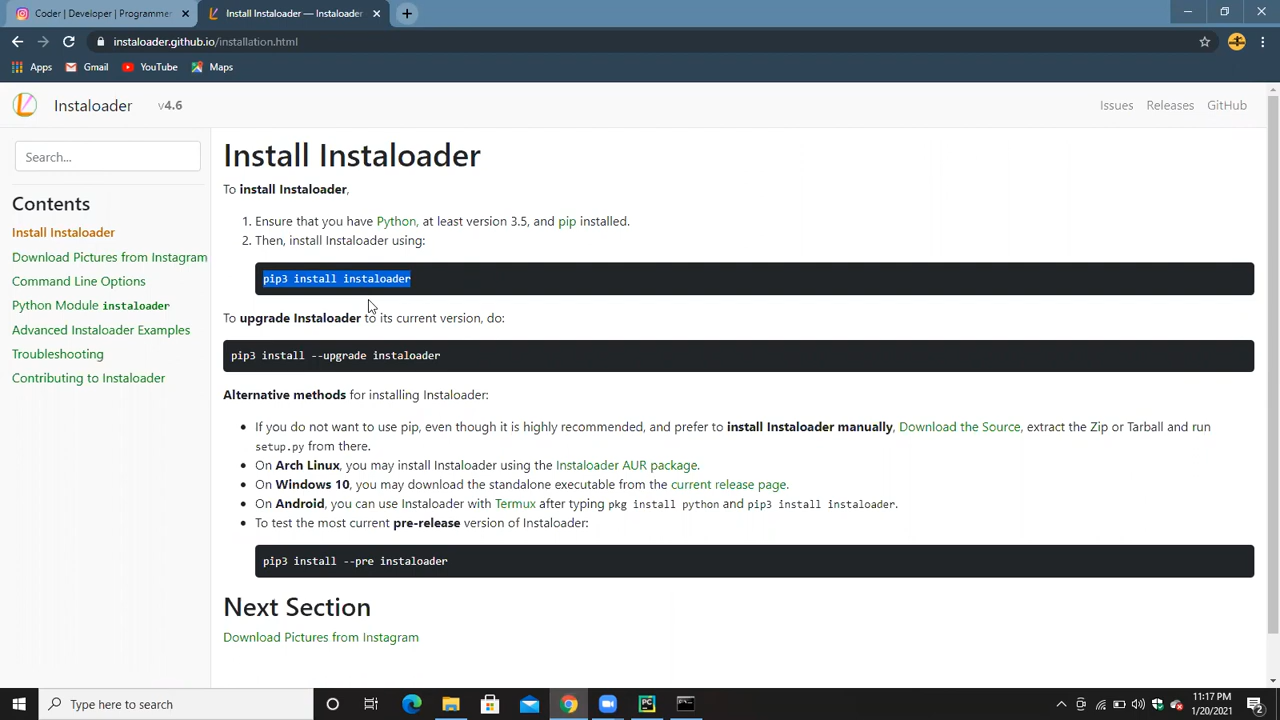 Coder | Developer | Programmer
Install Instaloader — Instaloader
instaloader.github.io/installation.html
Apps
Gmail
YouTube
Maps
Instaloader
v4.6
Issues
Releases
GitHub
Search...
Contents
Install Instaloader
Download Pictures from Instagram
Command Line Options
Python Module instaloader
Advanced Instaloader Examples
Troubleshooting
Contributing to Instaloader
Install Instaloader
To install Instaloader,
1. Ensure that you have Python, at least version 3.5, and pip installed.
2. Then, install Instaloader using:
pip3 install instaloader
To upgrade Instaloader to its current version, do:
pip3 install --upgrade instaloader
Alternative methods for installing Instaloader:
• If you do not want to use pip, even though it is highly recommended, and prefer to install Instaloader manually, Download the Source, extract the Zip or Tarball and run
setup.py from there.
• On Arch Linux, you may install Instaloader using the Instaloader AUR package.
• On Windows 10, you may download the standalone executable from the current release page.
• On Android, you can use Instaloader with Termux after typing pkg install python and pip3 install instaloader.
• To test the most current pre-release version of Instaloader:
pip3 install --pre instaloader
Next Section
Download Pictures from Instagram
Type here to search
PC
11:17 PM
1/20/2021
2